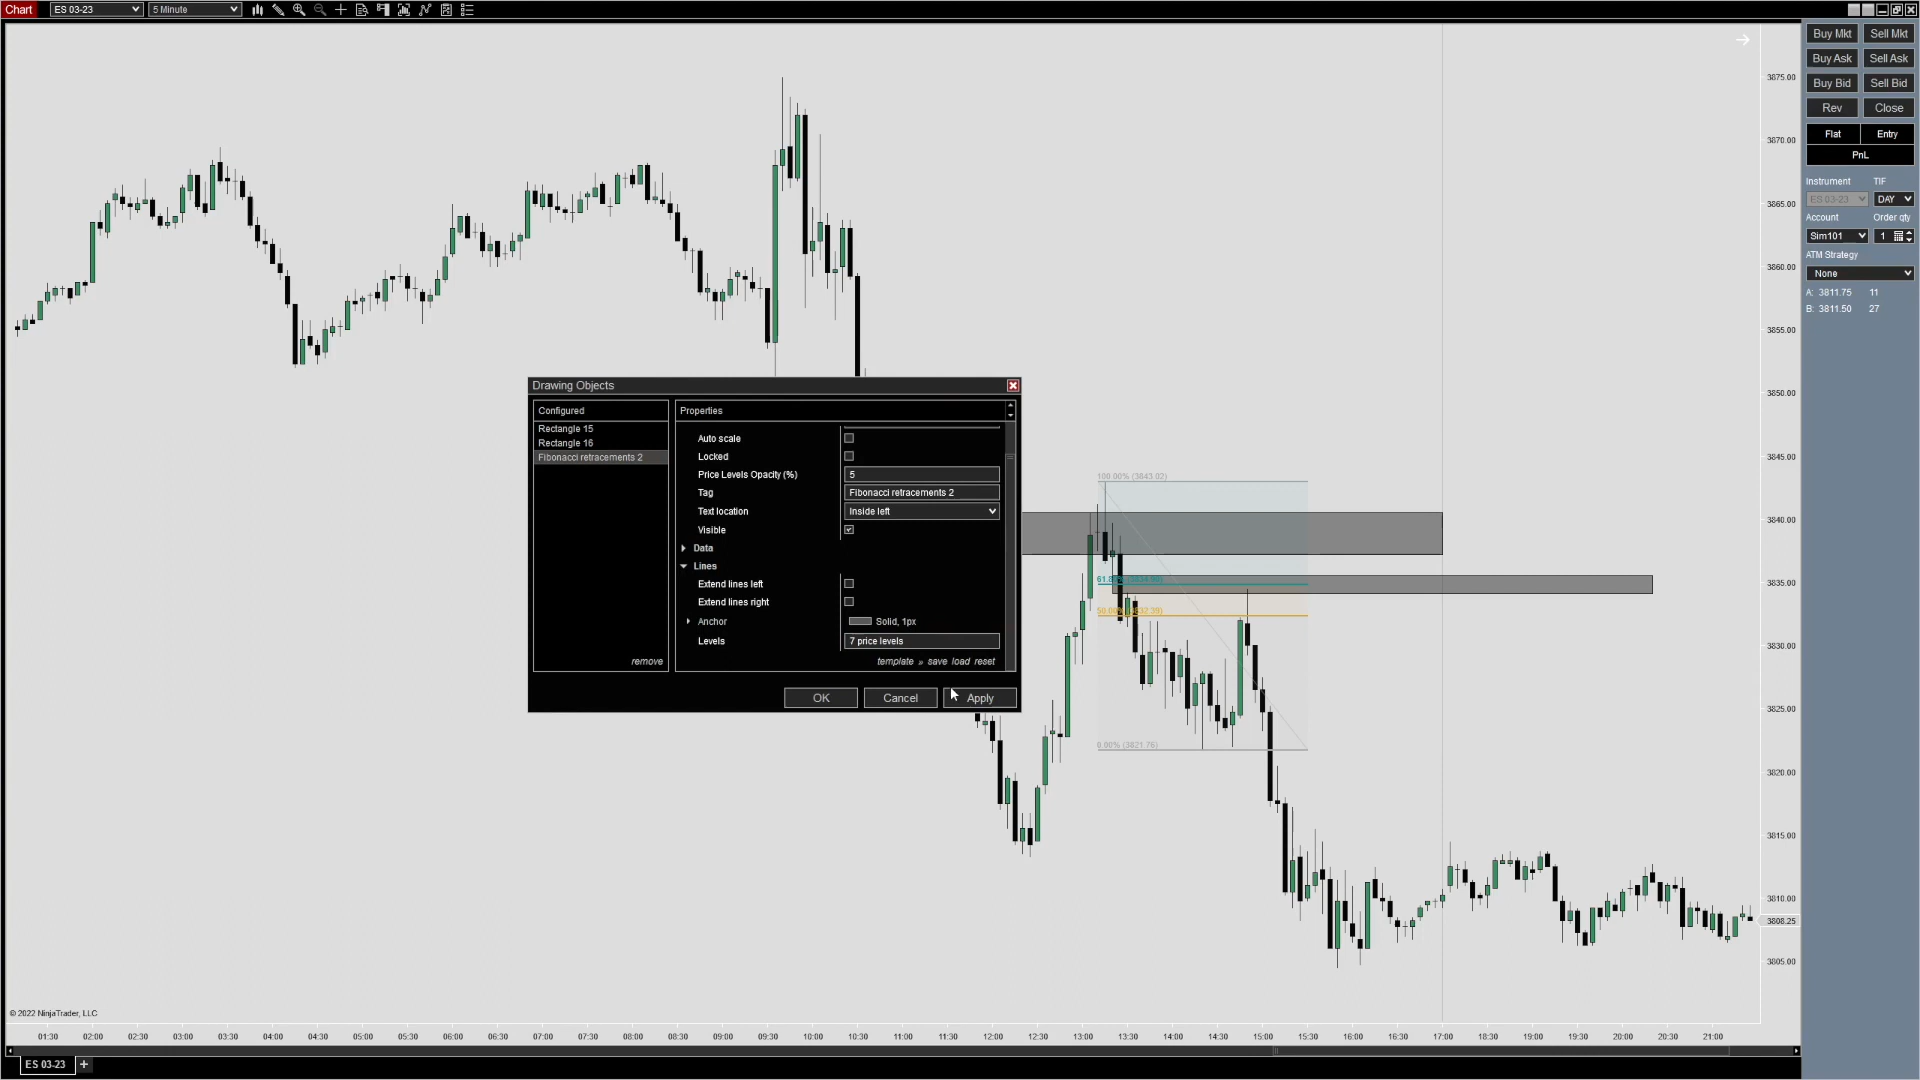 Chart ES 03-23 5 Minute
Buy Mkt Sell Mkt
Buy Ask Sell Ask
Buy Bid Sell Bid
Rev Close
Flat Entry
PnL
Instrument TIF
ES 03-23 DAY
Account Order qty
Sim101 1
ATM Strategy
None
A: 3811.75 11
B: 3811.50 27
3875.00
3870.00
3865.00
3860.00
3855.00
3850.00
3845.00
3840.00
3835.00
3830.00
3825.00
3820.00
3815.00
3810.00
3808.25
3805.00
Drawing Objects
Configured
Rectangle 15
Rectangle 16
Fibonacci retracements 2
remove
Properties
Auto scale
Locked
Price Levels Opacity (%) 5
Tag Fibonacci retracements 2
Text location Inside left
Visible
Data
Lines
Extend lines left
Extend lines right
Anchor Solid, 1px
Levels 7 price levels
template » save load reset
OK Cancel Apply
100.00% (3843.02)
50.00% (3832.39)
0.00% (3821.76)
© 2022 NinjaTrader, LLC
01:30 02:00 02:30 03:00 03:30 04:00 04:30 05:00 05:30 06:00 06:30 07:00 07:30 08:00 08:30 09:00 09:30 10:00 10:30 11:00 11:30 12:00 12:30 13:00 13:30 14:00 14:30 15:00 15:30 16:00 16:30 17:00 18:30 19:00 19:30 20:00 20:30 21:00
ES 03-23 +